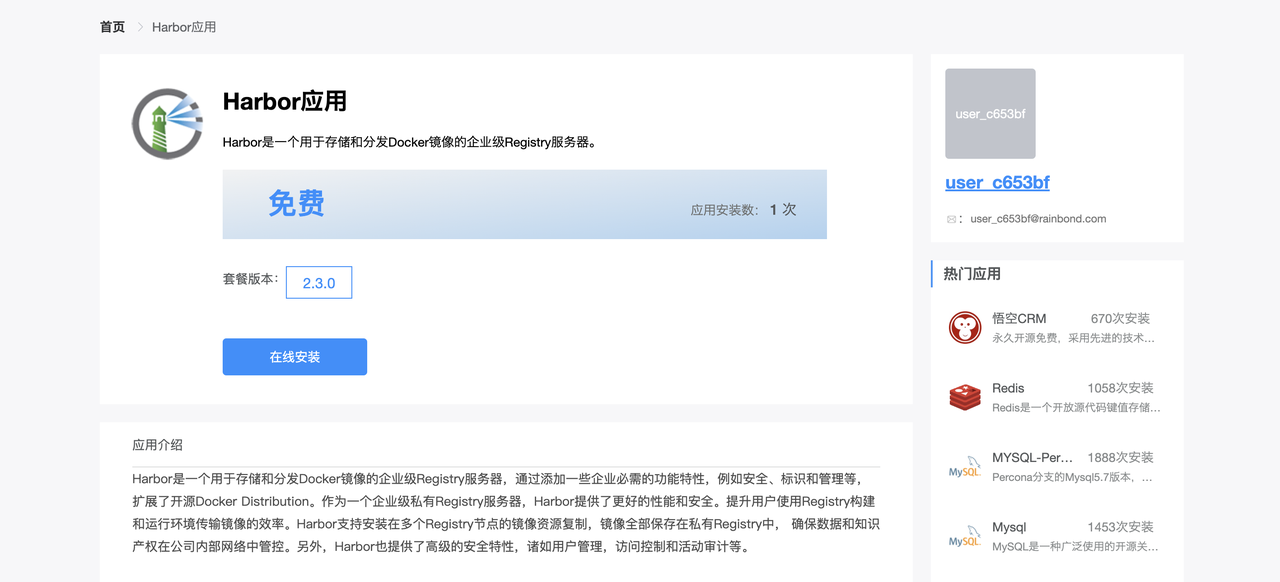 首页 > Harbor应用
Harbor应用
Harbor是一个用于存储和分发Docker镜像的企业级Registry服务器。
免费
应用安装数： 1 次
套餐版本：
2.3.0
在线安装
应用介绍
Harbor是一个用于存储和分发Docker镜像的企业级Registry服务器，通过添加一些企业必需的功能特性，例如安全、标识和管理等，
扩展了开源Docker Distribution。作为一个企业级私有Registry服务器，Harbor提供了更好的性能和安全。提升用户使用Registry构建
和运行环境传输镜像的效率。Harbor支持安装在多个Registry节点的镜像资源复制，镜像全部保存在私有Registry中， 确保数据和知识
产权在公司内部网络中管控。另外，Harbor也提供了高级的安全特性，诸如用户管理，访问控制和活动审计等。
user_c653bf
user_c653bf
： user_c653bf@rainbond.com
热门应用
悟空CRM 670次安装
永久开源免费，采用先进的技术…
Redis 1058次安装
Redis是一个开放源代码键值存储…
MySQL
MYSQL-Per... 1888次安装
Percona分支的Mysql5.7版本，…
MySQL
Mysql 1453次安装
MySQL是一种广泛使用的开源关…